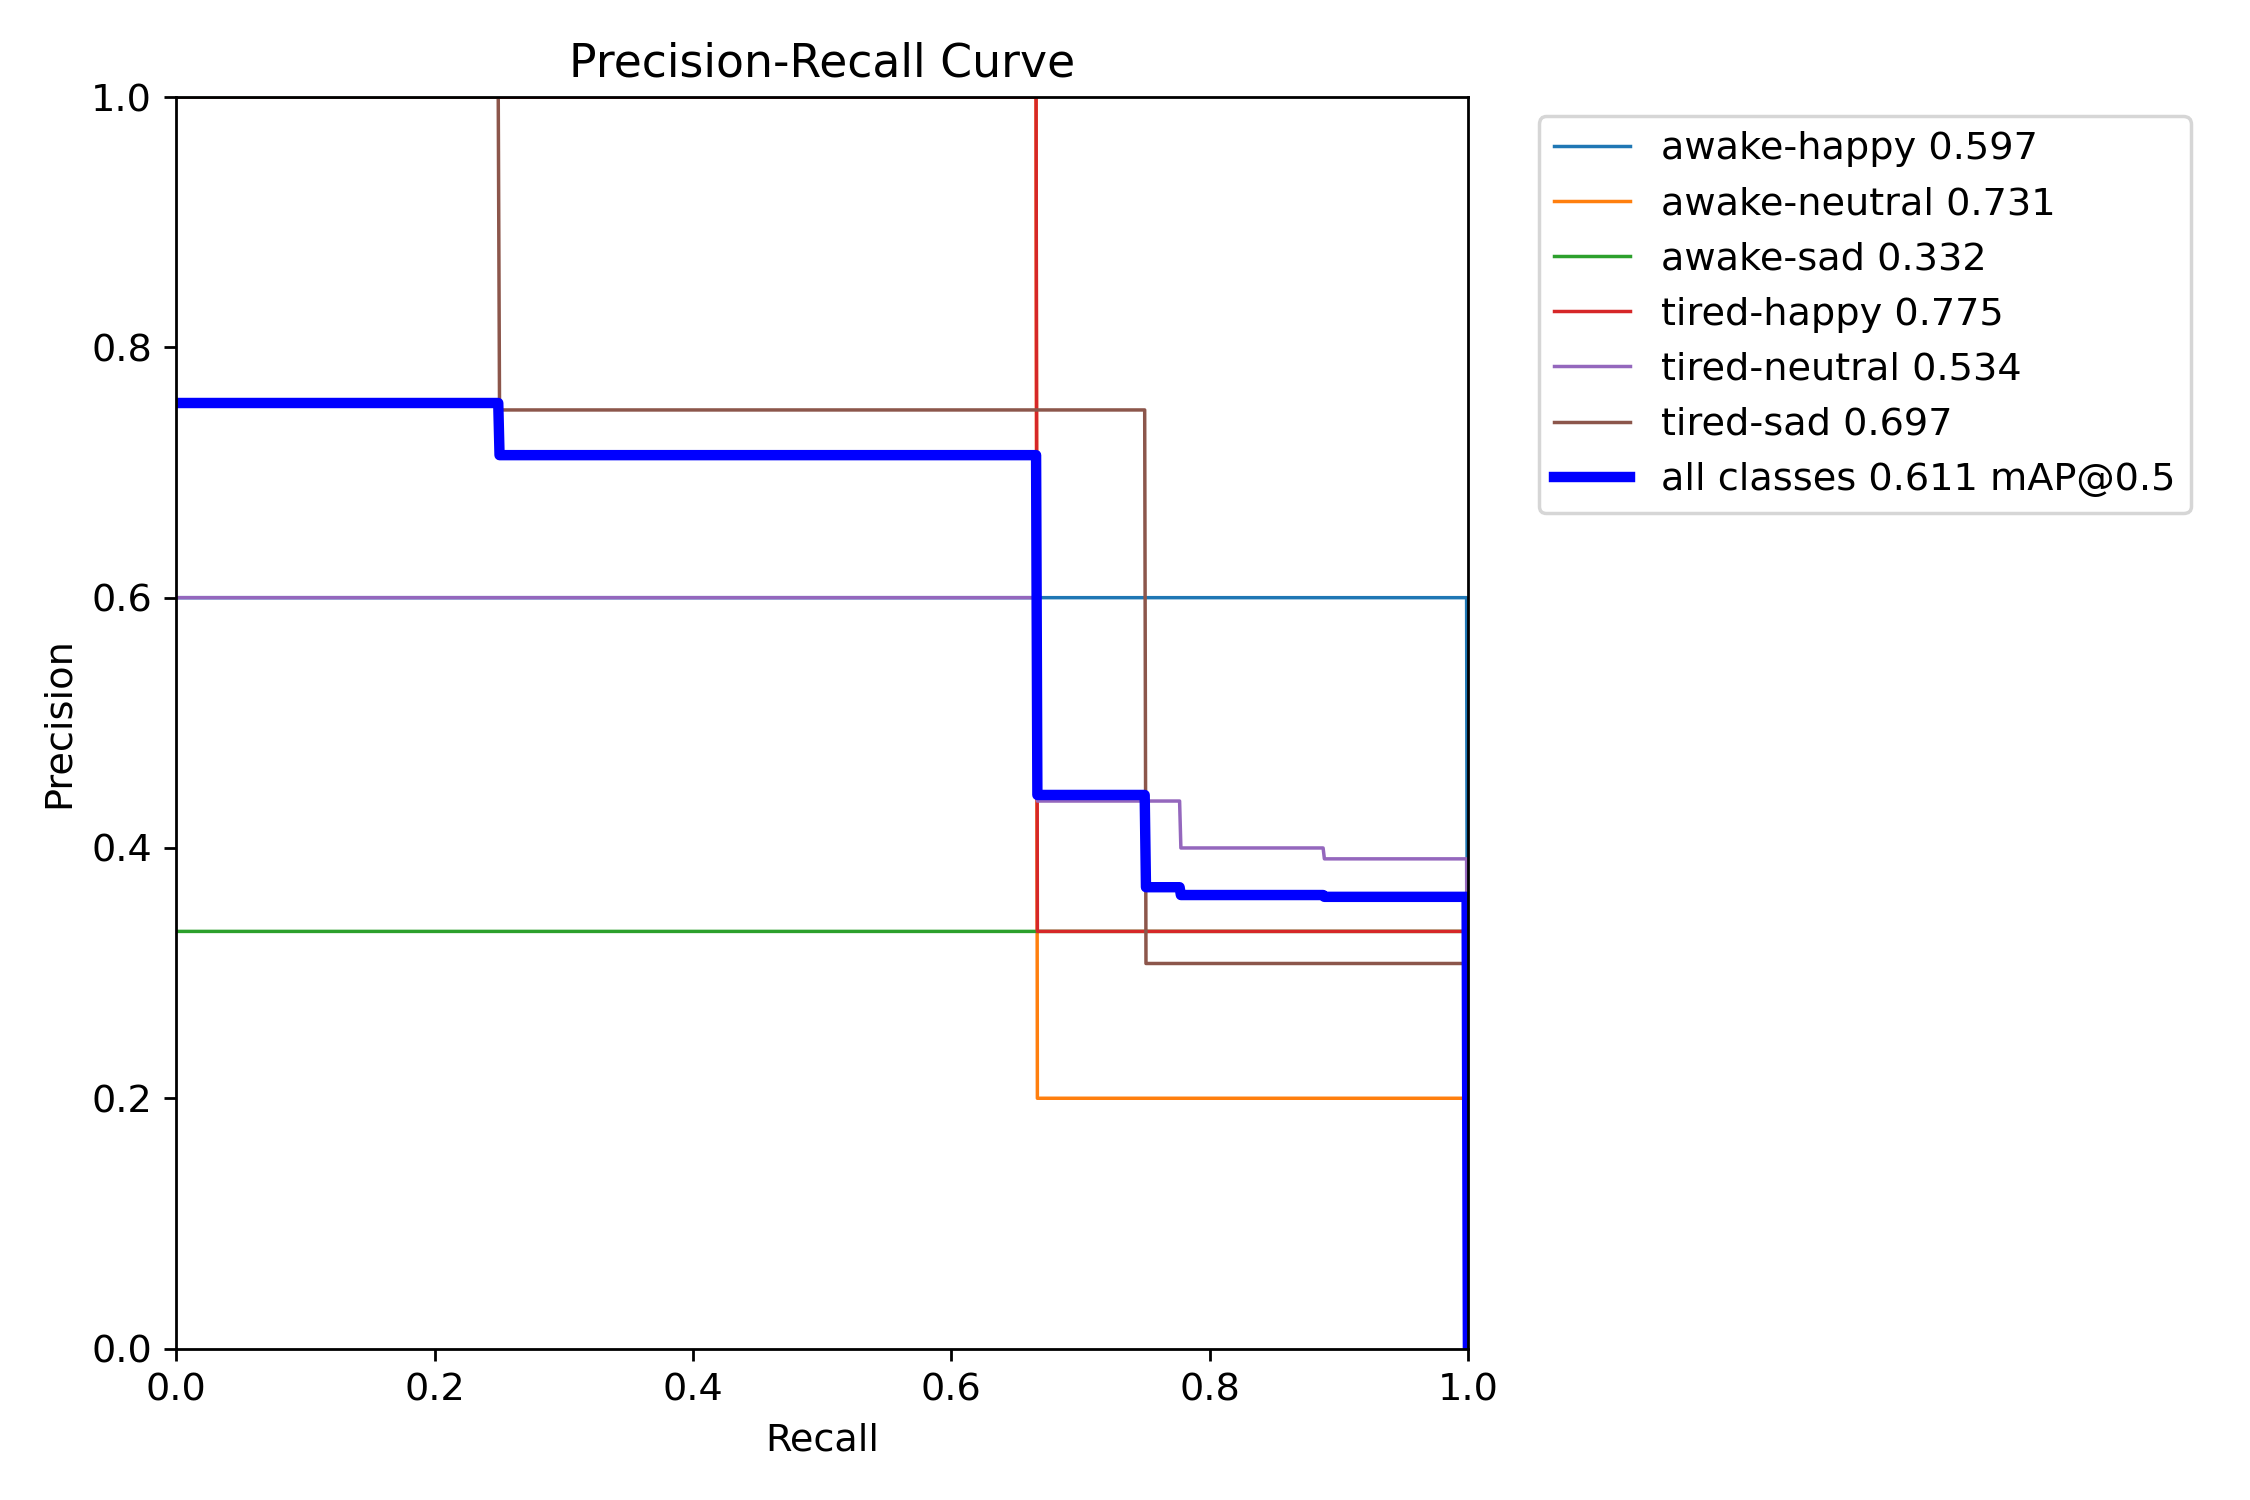 Precision-Recall Curve
1.0
0.8
0.6
0.4
0.2
0.0
Precision
0.0 0.2 0.4 0.6 0.8 1.0
Recall
awake-happy 0.597
awake-neutral 0.731
awake-sad 0.332
tired-happy 0.775
tired-neutral 0.534
tired-sad 0.697
all classes 0.611 mAP@0.5